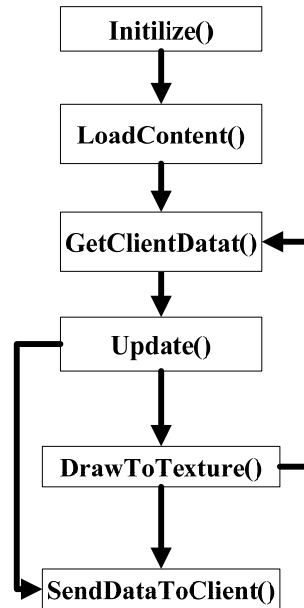 Initilize()
LoadContent()
GetClientDatat()
Update()
DrawToTexture()
SendDataToClient()